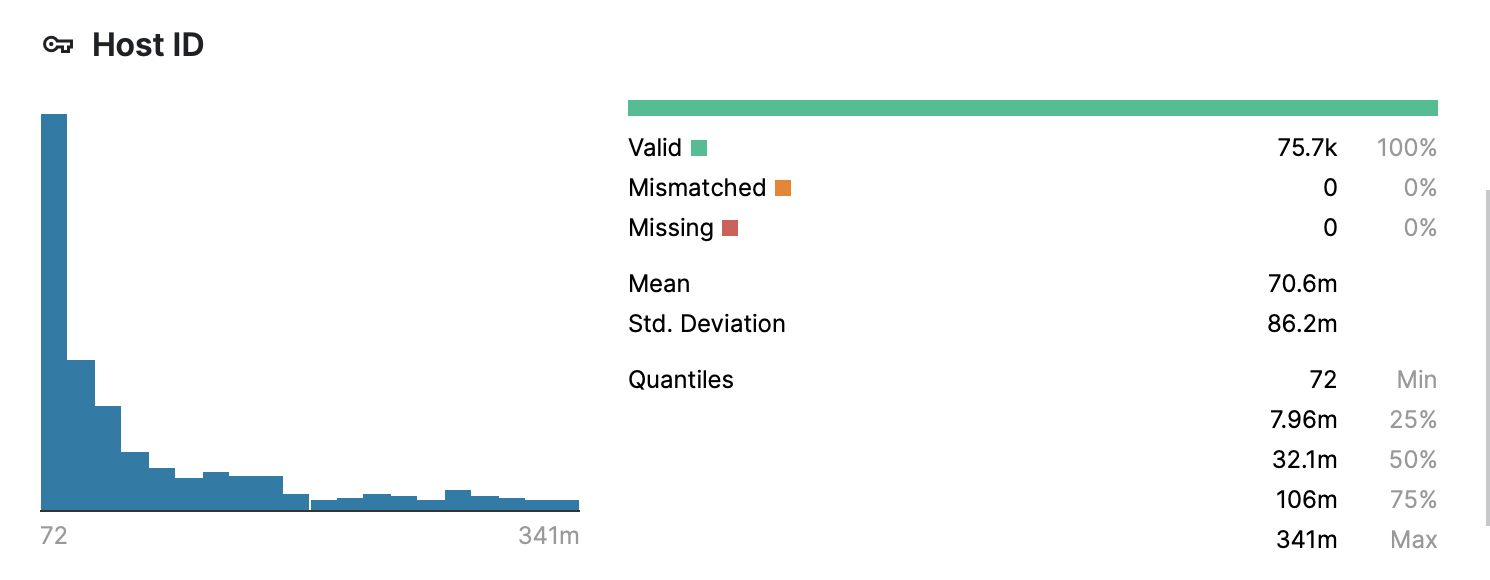 Host ID
72 341m
Valid 75.7k 100%
Mismatched 0 0%
Missing 0 0%
Mean 70.6m
Std. Deviation 86.2m
Quantiles 72 Min
7.96m 25%
32.1m 50%
106m 75%
341m Max